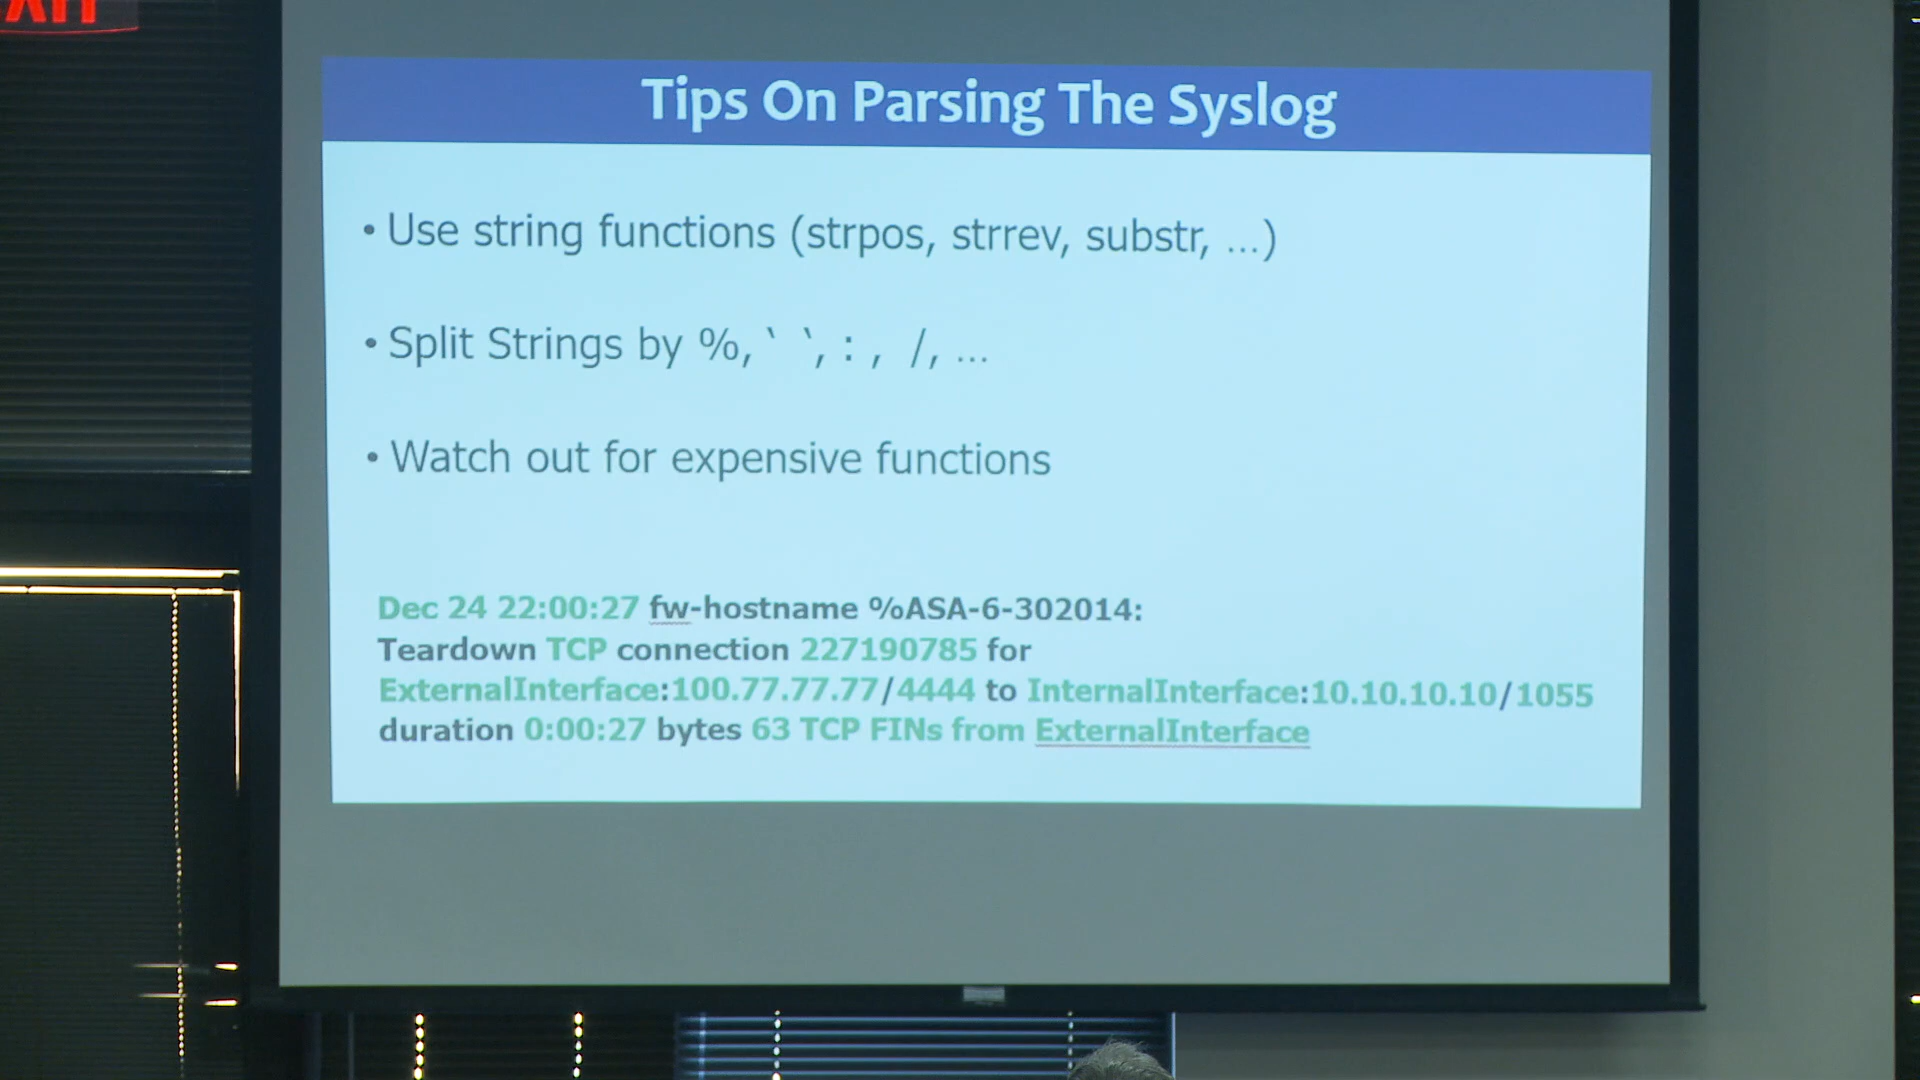 Tips On Parsing The Syslog
• Use string functions (strpos, strrev, substr, ...)
• Split Strings by %, ` `, : , /, ...
• Watch out for expensive functions
Dec 24 22:00:27 fw-hostname %ASA-6-302014:
Teardown TCP connection 227190785 for
ExternalInterface:100.77.77.77/4444 to InternalInterface:10.10.10.10/1055
duration 0:00:27 bytes 63 TCP FINs from ExternalInterface